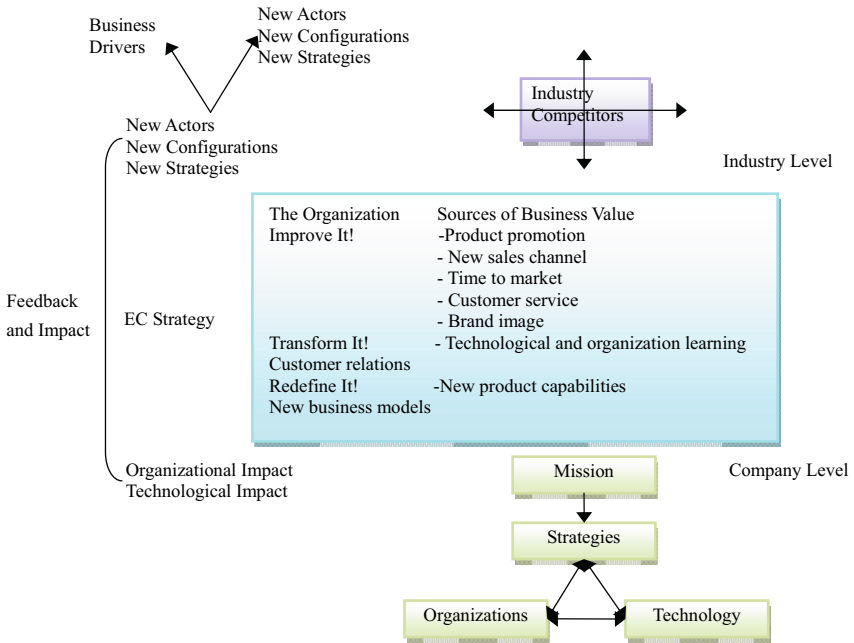 Business
Drivers
New Actors
New Configurations
New Strategies
New Actors
New Configurations
New Strategies
Industry
Competitors
Industry Level
The Organization Sources of Business Value
Improve It! -Product promotion
- New sales channel
- Time to market
- Customer service
- Brand image
Transform It! - Technological and organization learning
Customer relations
Redefine It! -New product capabilities
New business models
Feedback
and Impact
EC Strategy
Organizational Impact
Technological Impact
Mission
Company Level
Strategies
Organizations
Technology